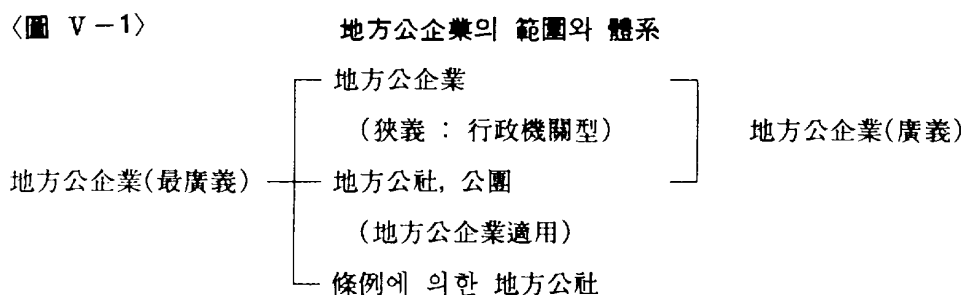 〈圖 Ⅴ－1〉 地方公企業의 範圍와 體系
地方公企業
(狹義 : 行政機關型) 地方公企業(廣義)
地方公企業(最廣義) 地方公社, 公團
(地方公企業適用)
條例에 의한 地方公社